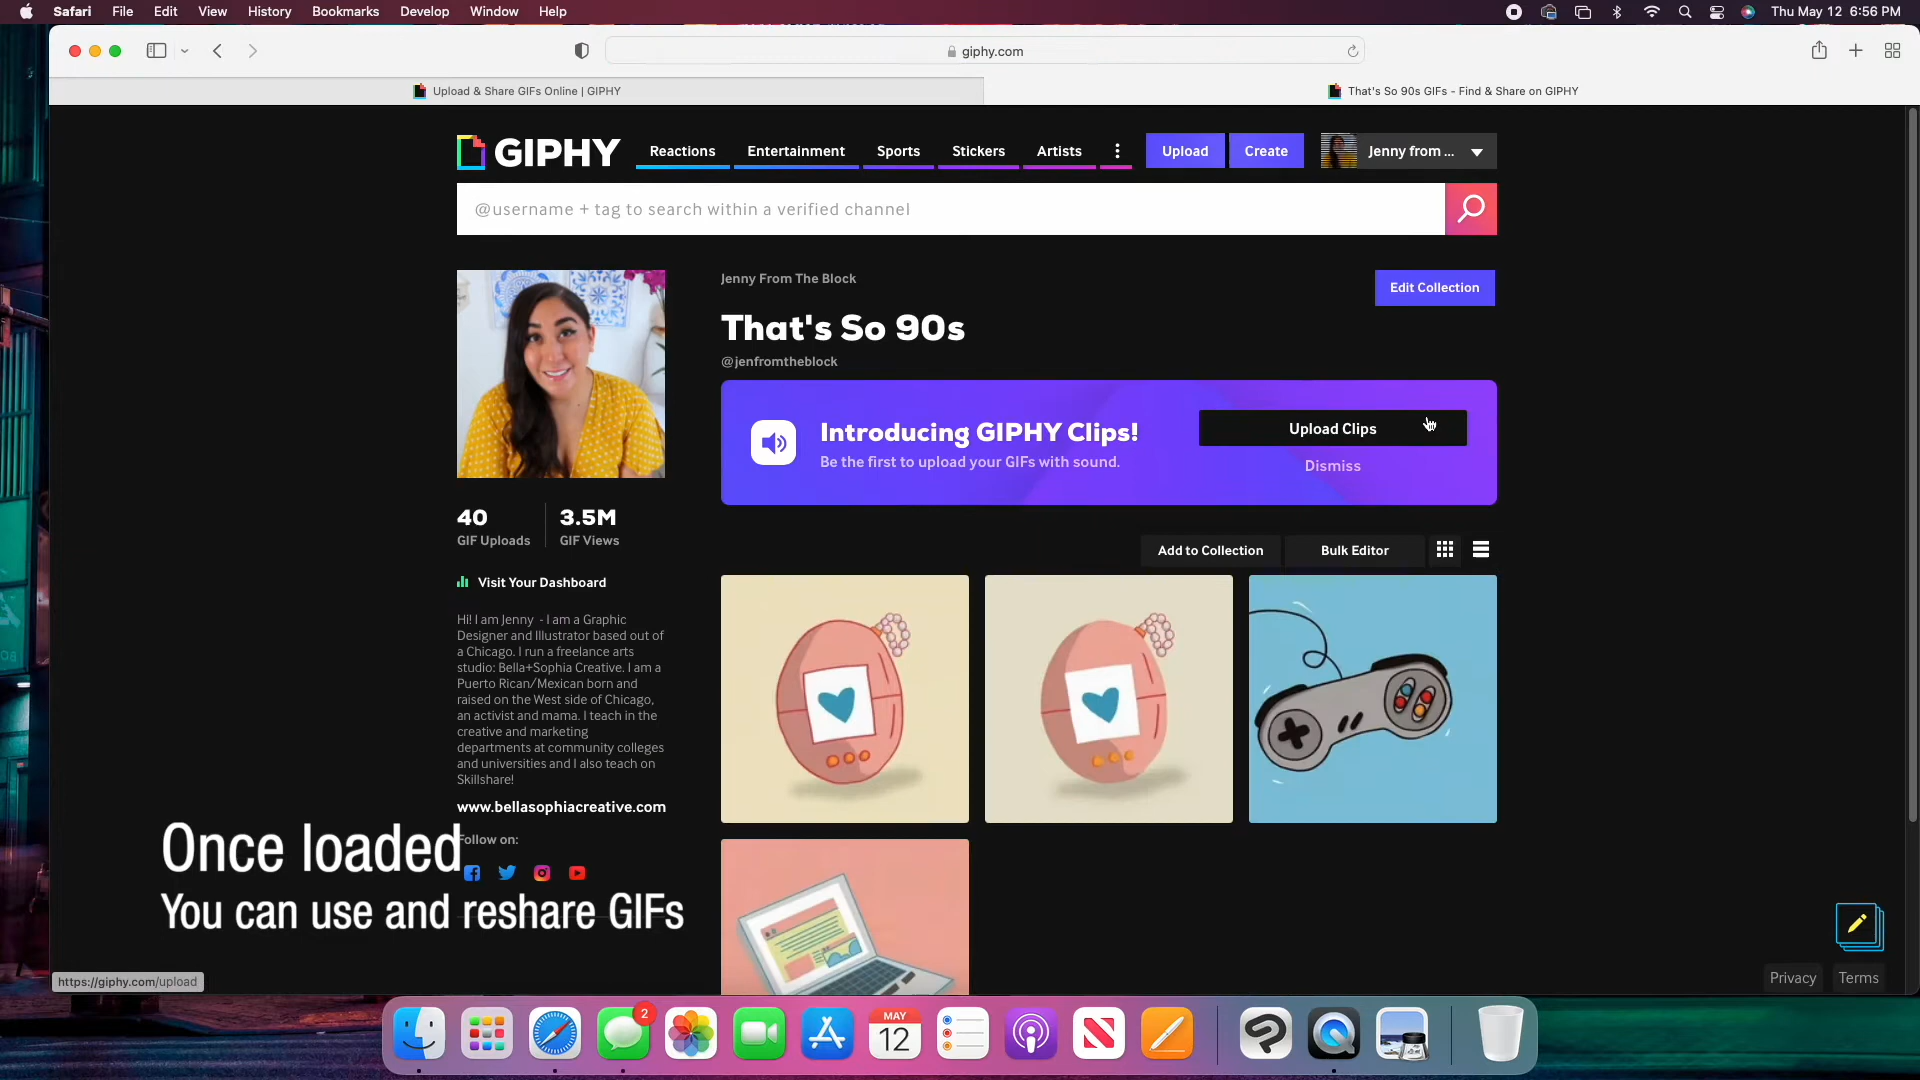 Safari File Edit View History Bookmarks Develop Window Help
Thu May 12 6:56 PM
giphy.com
Upload & Share GIFs Online | GIPHY
That's So 90s GIFs - Find & Share on GIPHY
GIPHY
Reactions Entertainment Sports Stickers Artists
Upload Create Jenny from ...
@username + tag to search within a verified channel
Jenny From The Block
Edit Collection
That's So 90s
@jenfromtheblock
Introducing GIPHY Clips!
Be the first to upload your GIFs with sound.
Upload Clips
Dismiss
40
GIF Uploads
3.5M
GIF Views
Add to Collection Bulk Editor
Visit Your Dashboard
Hi! I am Jenny - I am a Graphic
Designer and Illustrator based out of
a Chicago. I run a freelance arts
studio: Bella+Sophia Creative. I am a
Puerto Rican/Mexican born and
raised on the West side of Chicago,
an activist and mama. I teach in the
creative and marketing
departments at community colleges
and universities and I also teach on
Skillshare!
www.bellasophiacreative.com
Follow on:
Once loaded
You can use and reshare GIFs
https://giphy.com/upload
Privacy Terms
2
MAY
12